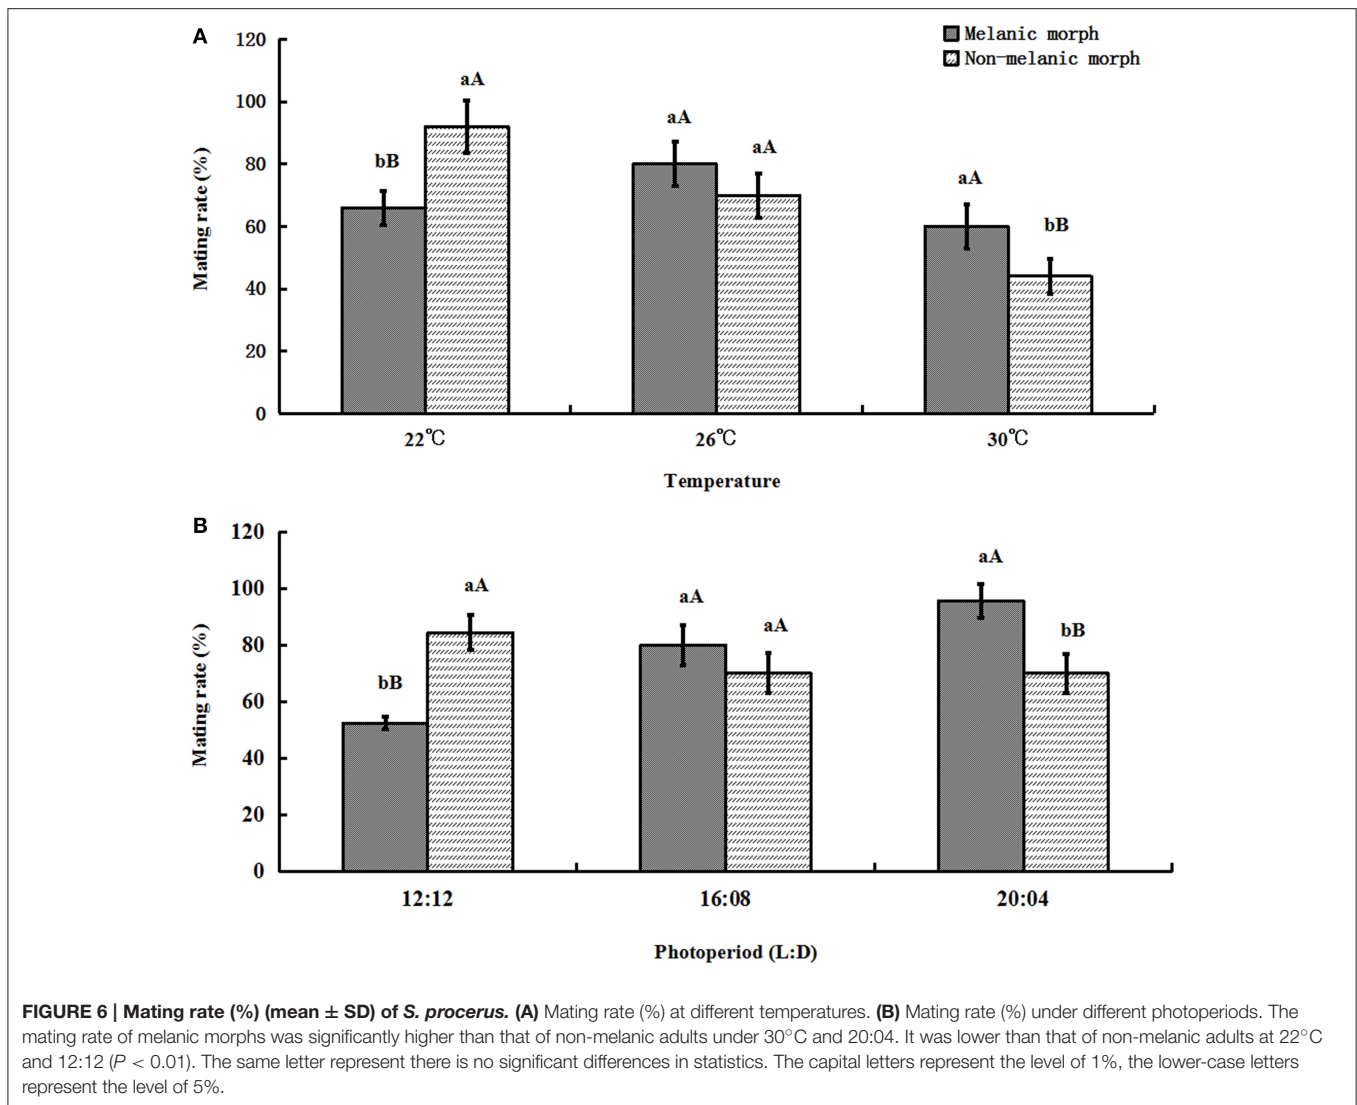 A
120
100
80
60
40
20
0
Mating rate (%)
Melanic morph
Non-melanic morph
bB
aA
aA
aA
aA
bB
22℃
26℃
30℃
Temperature
B
120
100
80
60
40
20
0
Mating rate (%)
bB
aA
aA
aA
aA
bB
12:12
16:08
20:04
Photoperiod (L:D)
FIGURE 6 | Mating rate (%) (mean ± SD) of S. procerus. (A) Mating rate (%) at different temperatures. (B) Mating rate (%) under different photoperiods. The
mating rate of melanic morphs was significantly higher than that of non-melanic adults under 30°C and 20:04. It was lower than that of non-melanic adults at 22°C
and 12:12 (P < 0.01). The same letter represent there is no significant differences in statistics. The capital letters represent the level of 1%, the lower-case letters
represent the level of 5%.